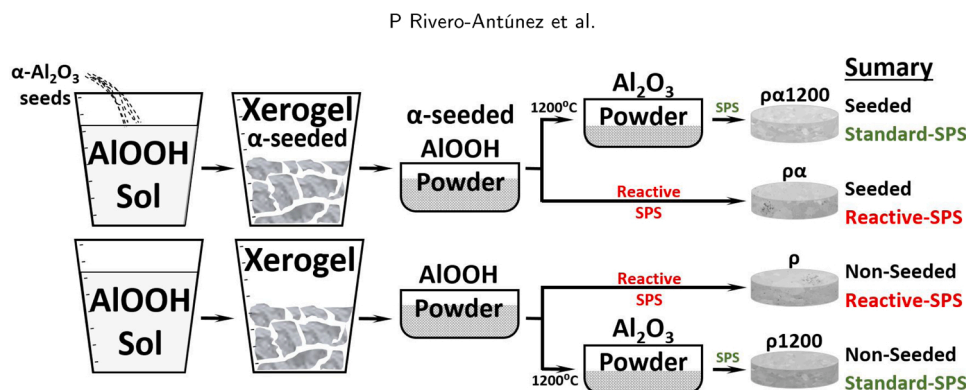 P Rivero-Antúnez et al.
α-Al₂O₃
seeds
AlOOH
Sol
Xerogel
α-seeded
α-seeded
AlOOH
Powder
1200ºC
Al₂O₃
Powder
SPS
ρα1200
Sumary
Seeded
Standard-SPS
Reactive
SPS
ρα
Seeded
Reactive-SPS
AlOOH
Sol
Xerogel
AlOOH
Powder
Reactive
SPS
ρ
Non-Seeded
Reactive-SPS
1200ºC
Al₂O₃
Powder
SPS
ρ1200
Non-Seeded
Standard-SPS